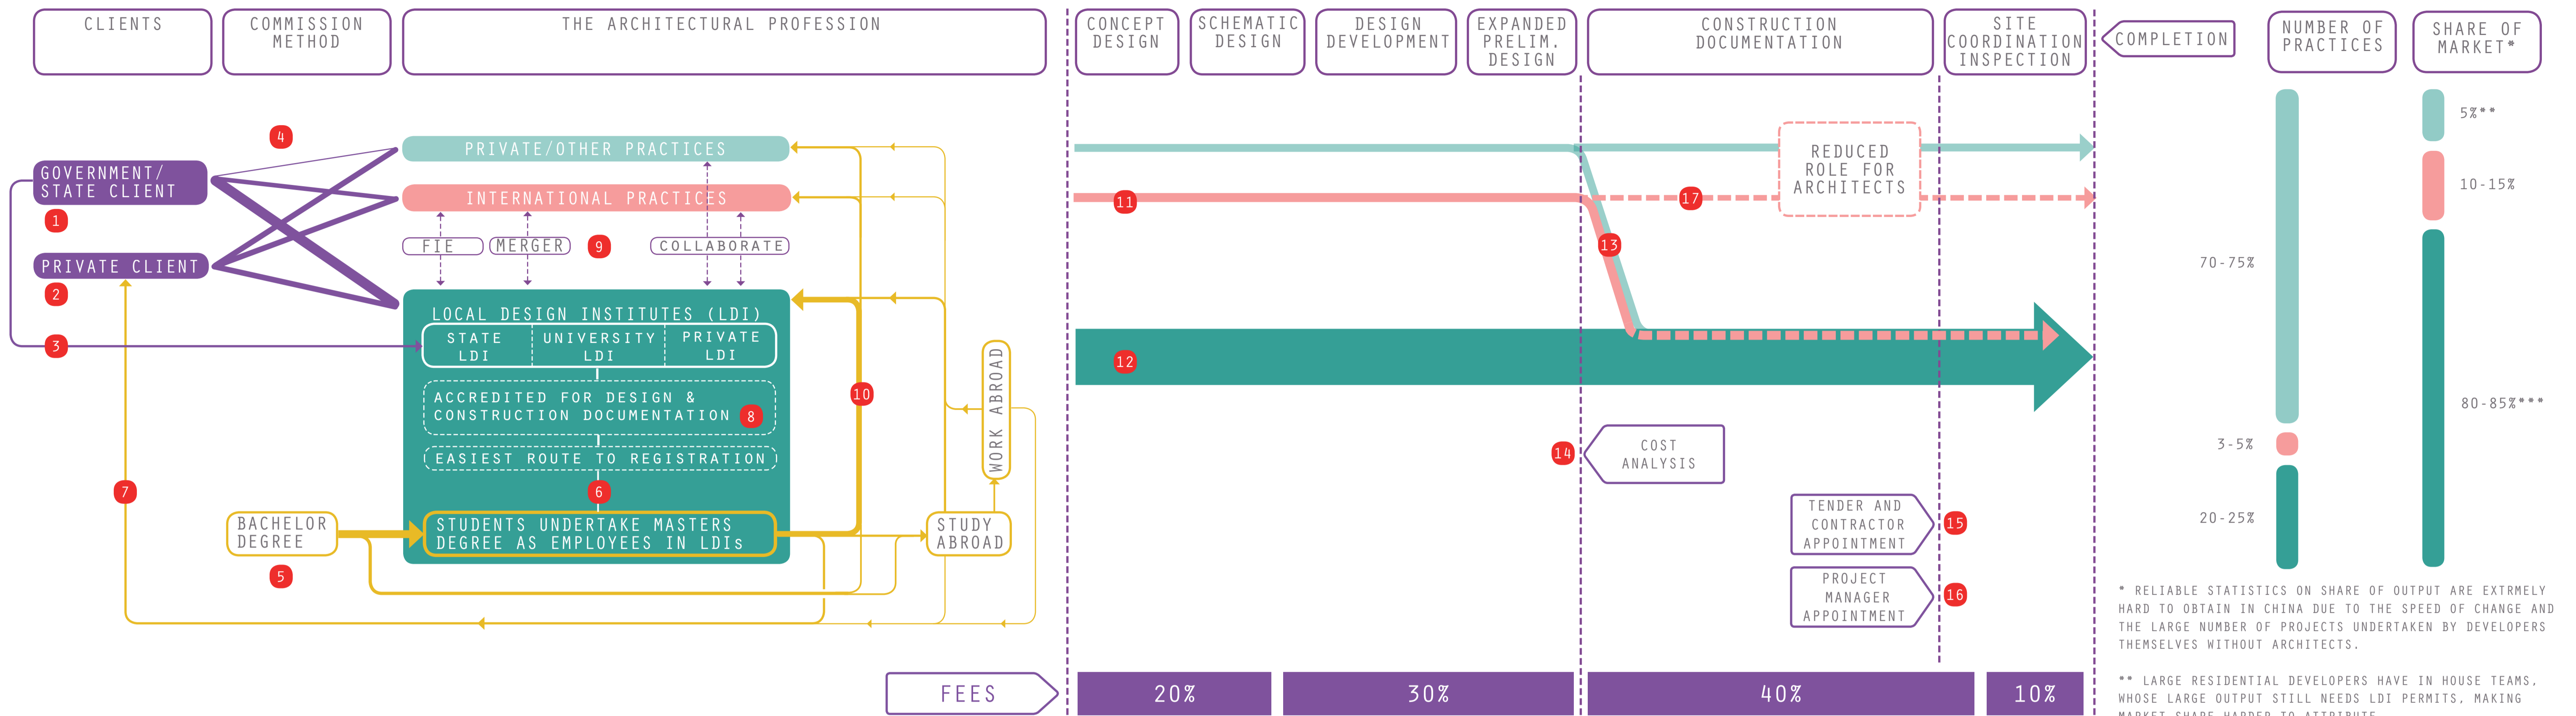 CLIENTS
COMMISSION
METHOD
THE ARCHITECTURAL PROFESSION
CONCEPT
DESIGN
SCHEMATIC
DESIGN
DESIGN
DEVELOPMENT
EXPANDED
PRELIM.
DESIGN
CONSTRUCTION
DOCUMENTATION
SITE
COORDINATION
INSPECTION
COMPLETION
NUMBER OF
PRACTICES
SHARE OF
MARKET*
4
GOVERNMENT/
STATE CLIENT
1
PRIVATE CLIENT
2
3
PRIVATE/OTHER PRACTICES
INTERNATIONAL PRACTICES
FIE
MERGER
9
COLLABORATE
LOCAL DESIGN INSTITUTES (LDI)
STATE
LDI
UNIVERSITY
LDI
PRIVATE
LDI
ACCREDITED FOR DESIGN &
CONSTRUCTION DOCUMENTATION
8
EASIEST ROUTE TO REGISTRATION
6
STUDENTS UNDERTAKE MASTERS
DEGREE AS EMPLOYEES IN LDIs
7
BACHELOR
DEGREE
5
10
WORK ABROAD
STUDY
ABROAD
11
12
13
REDUCED
ROLE FOR
ARCHITECTS
17
14
COST
ANALYSIS
TENDER AND
CONTRACTOR
APPOINTMENT
15
PROJECT
MANAGER
APPOINTMENT
16
FEES
20%
30%
40%
10%
70-75%
3-5%
20-25%
5%**
10-15%
80-85%***
* RELIABLE STATISTICS ON SHARE OF OUTPUT ARE EXTRMELY
HARD TO OBTAIN IN CHINA DUE TO THE SPEED OF CHANGE AND
THE LARGE NUMBER OF PROJECTS UNDERTAKEN BY DEVELOPERS
THEMSELVES WITHOUT ARCHITECTS.
** LARGE RESIDENTIAL DEVELOPERS HAVE IN HOUSE TEAMS,
WHOSE LARGE OUTPUT STILL NEEDS LDI PERMITS, MAKING
MARKET SHARE HARDER TO ATTRIBUTE